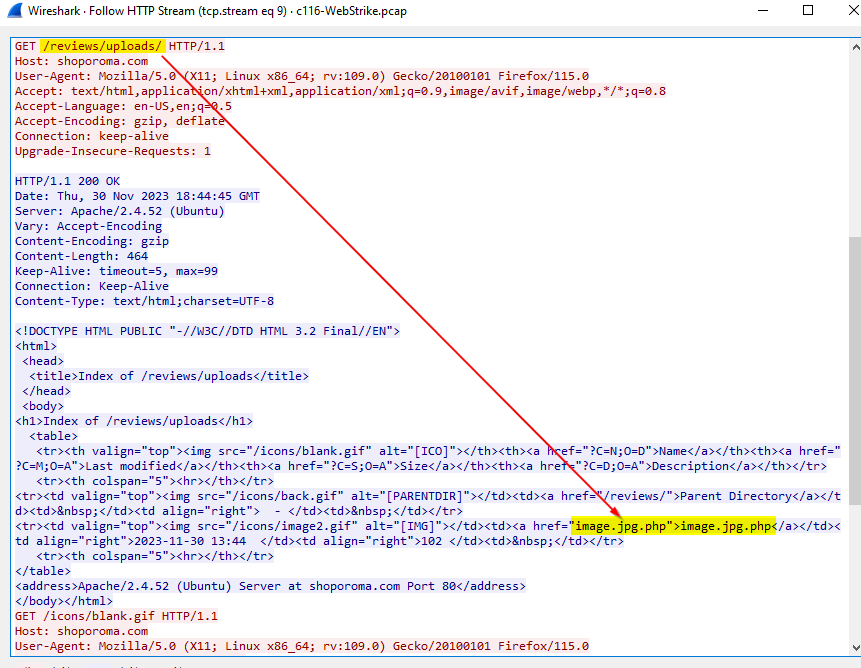 Wireshark · Follow HTTP Stream (tcp.stream eq 9) · c116-WebStrike.pcap
GET /reviews/uploads/ HTTP/1.1
Host: shoporoma.com
User-Agent: Mozilla/5.0 (X11; Linux x86_64; rv:109.0) Gecko/20100101 Firefox/115.0
Accept: text/html,application/xhtml+xml,application/xml;q=0.9,image/avif,image/webp,*/*;q=0.8
Accept-Language: en-US,en;q=0.5
Accept-Encoding: gzip, deflate
Connection: keep-alive
Upgrade-Insecure-Requests: 1
HTTP/1.1 200 OK
Date: Thu, 30 Nov 2023 18:44:45 GMT
Server: Apache/2.4.52 (Ubuntu)
Vary: Accept-Encoding
Content-Encoding: gzip
Content-Length: 464
Keep-Alive: timeout=5, max=99
Connection: Keep-Alive
Content-Type: text/html;charset=UTF-8
<!DOCTYPE HTML PUBLIC "-//W3C//DTD HTML 3.2 Final//EN">
<html>
<head>
<title>Index of /reviews/uploads</title>
</head>
<body>
<h1>Index of /reviews/uploads</h1>
<table>
<tr><th valign="top"><img src="/icons/blank.gif" alt="[ICO]"></th><th><a href="?C=N;O=D">Name</a></th><th><a href="
?C=M;O=A">Last modified</a></th><th><a href="?C=S;O=A">Size</a></th><th><a href="?C=D;O=A">Description</a></th></tr>
<tr><th colspan="5"><hr></th></tr>
<tr><td valign="top"><img src="/icons/back.gif" alt="[PARENTDIR]"></td><td><a href="/reviews/">Parent Directory</a></t
d><td>&nbsp;</td><td align="right">  - </td><td>&nbsp;</td></tr>
<tr><td valign="top"><img src="/icons/image2.gif" alt="[IMG]"></td><td><a href="image.jpg.php">image.jpg.php</a></td><
td align="right">2023-11-30 13:44  </td><td align="right">102 </td><td>&nbsp;</td></tr>
<tr><th colspan="5"><hr></th></tr>
</table>
<address>Apache/2.4.52 (Ubuntu) Server at shoporoma.com Port 80</address>
</body></html>
GET /icons/blank.gif HTTP/1.1
Host: shoporoma.com
User-Agent: Mozilla/5.0 (X11; Linux x86_64; rv:109.0) Gecko/20100101 Firefox/115.0